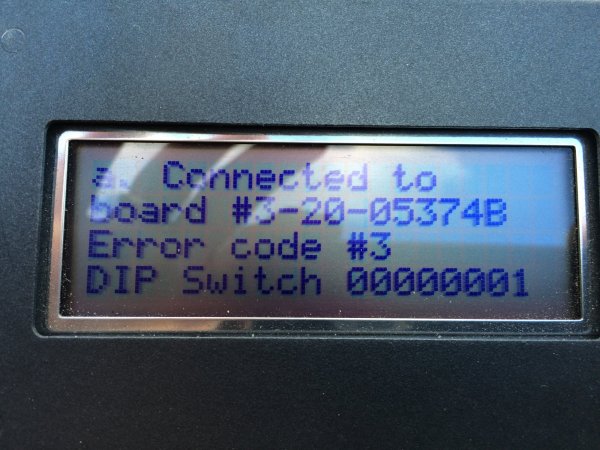 a. Connected to
board #3-20-05374B
Error code #3
DIP Switch 00000001